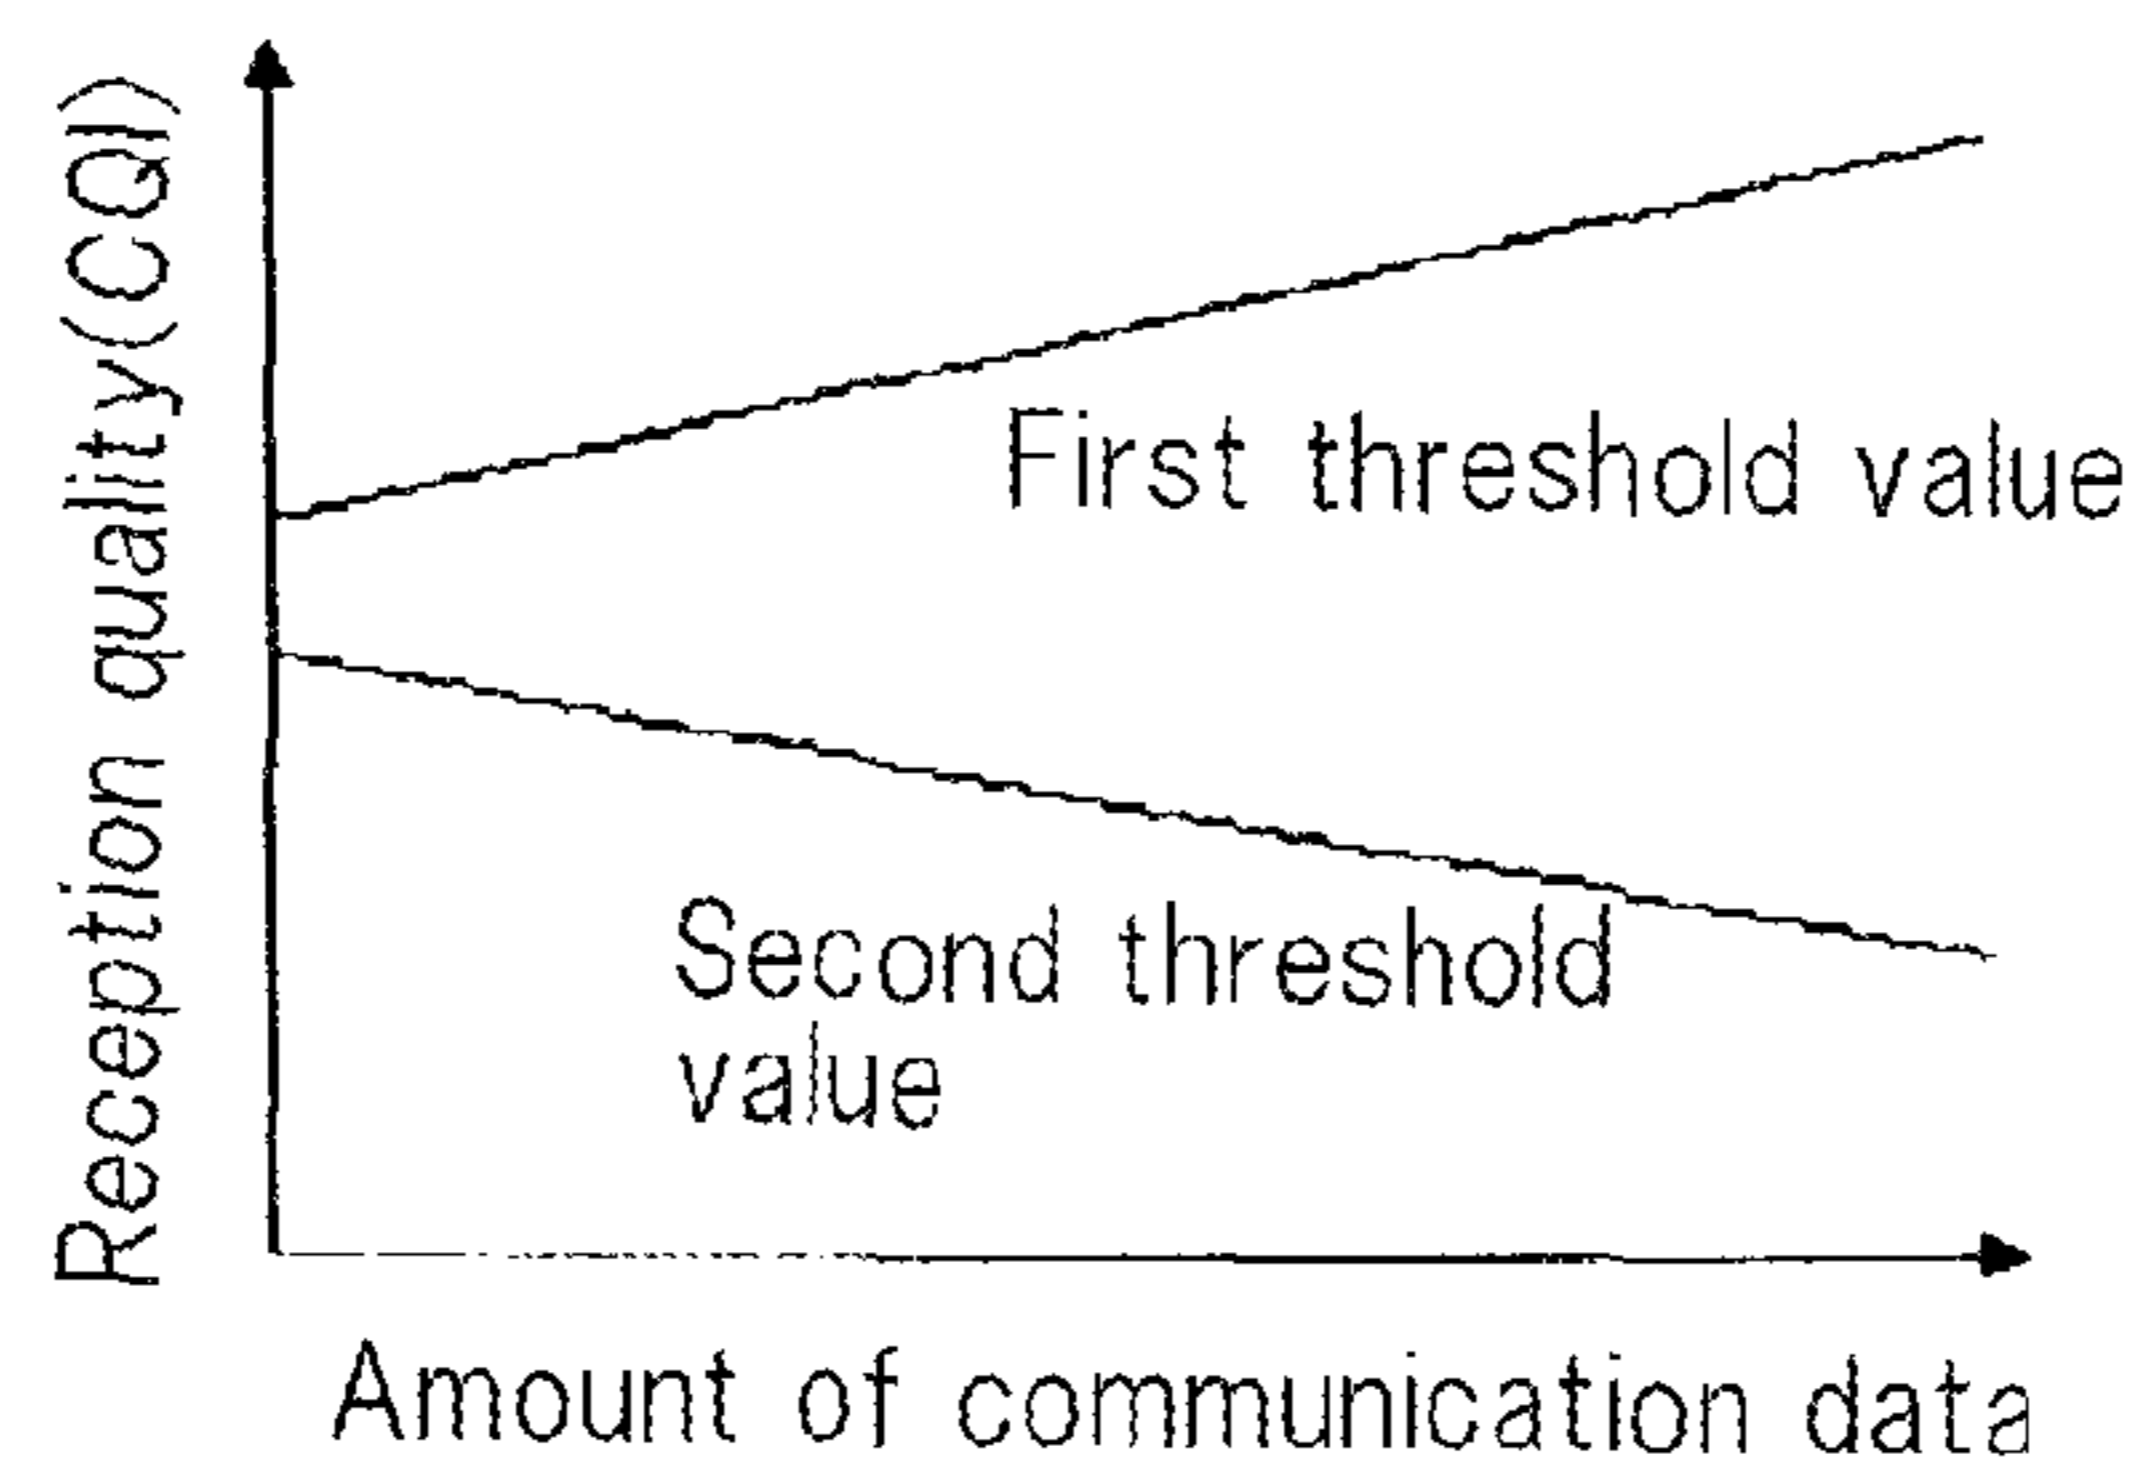 Reception quality(CQI)
First threshold value
Second threshold
value
Amount of communication data